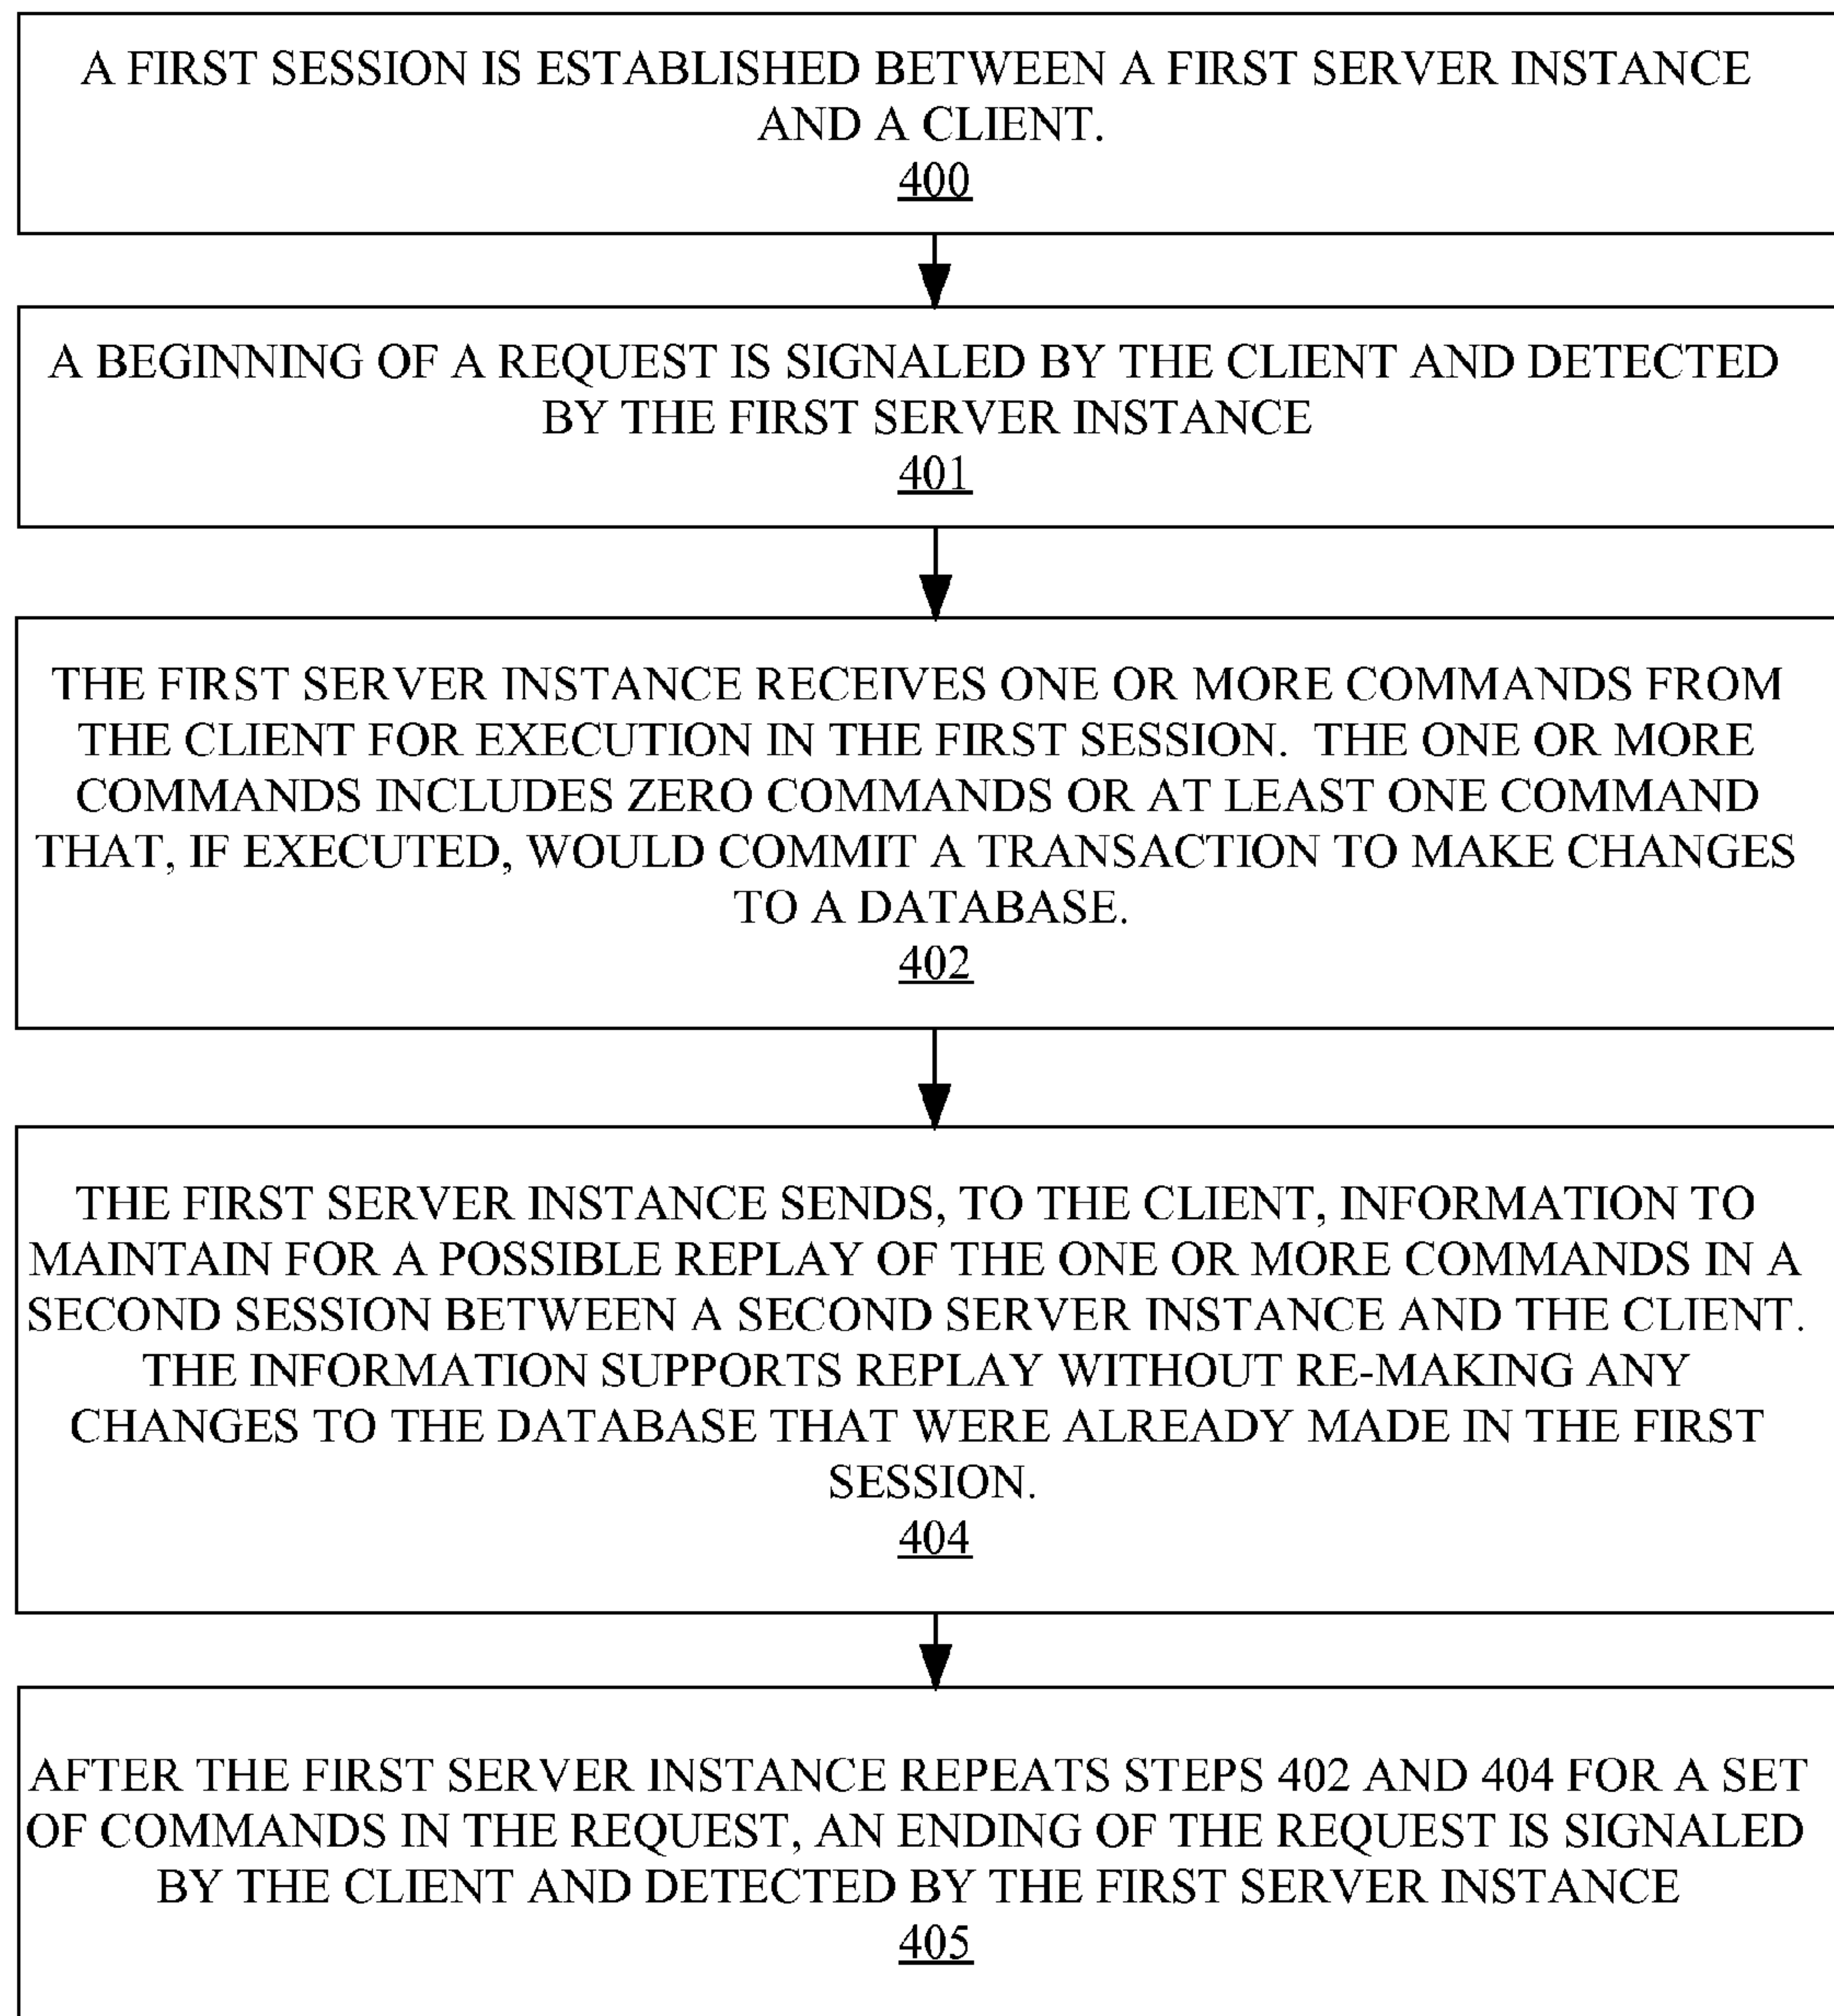 A FIRST SESSION IS ESTABLISHED BETWEEN A FIRST SERVER INSTANCE
AND A CLIENT.
400
A BEGINNING OF A REQUEST IS SIGNALED BY THE CLIENT AND DETECTED
BY THE FIRST SERVER INSTANCE
401
THE FIRST SERVER INSTANCE RECEIVES ONE OR MORE COMMANDS FROM
THE CLIENT FOR EXECUTION IN THE FIRST SESSION. THE ONE OR MORE
COMMANDS INCLUDES ZERO COMMANDS OR AT LEAST ONE COMMAND
THAT, IF EXECUTED, WOULD COMMIT A TRANSACTION TO MAKE CHANGES
TO A DATABASE.
402
THE FIRST SERVER INSTANCE SENDS, TO THE CLIENT, INFORMATION TO
MAINTAIN FOR A POSSIBLE REPLAY OF THE ONE OR MORE COMMANDS IN A
SECOND SESSION BETWEEN A SECOND SERVER INSTANCE AND THE CLIENT.
THE INFORMATION SUPPORTS REPLAY WITHOUT RE-MAKING ANY
CHANGES TO THE DATABASE THAT WERE ALREADY MADE IN THE FIRST
SESSION.
404
AFTER THE FIRST SERVER INSTANCE REPEATS STEPS 402 AND 404 FOR A SET
OF COMMANDS IN THE REQUEST, AN ENDING OF THE REQUEST IS SIGNALED
BY THE CLIENT AND DETECTED BY THE FIRST SERVER INSTANCE
405